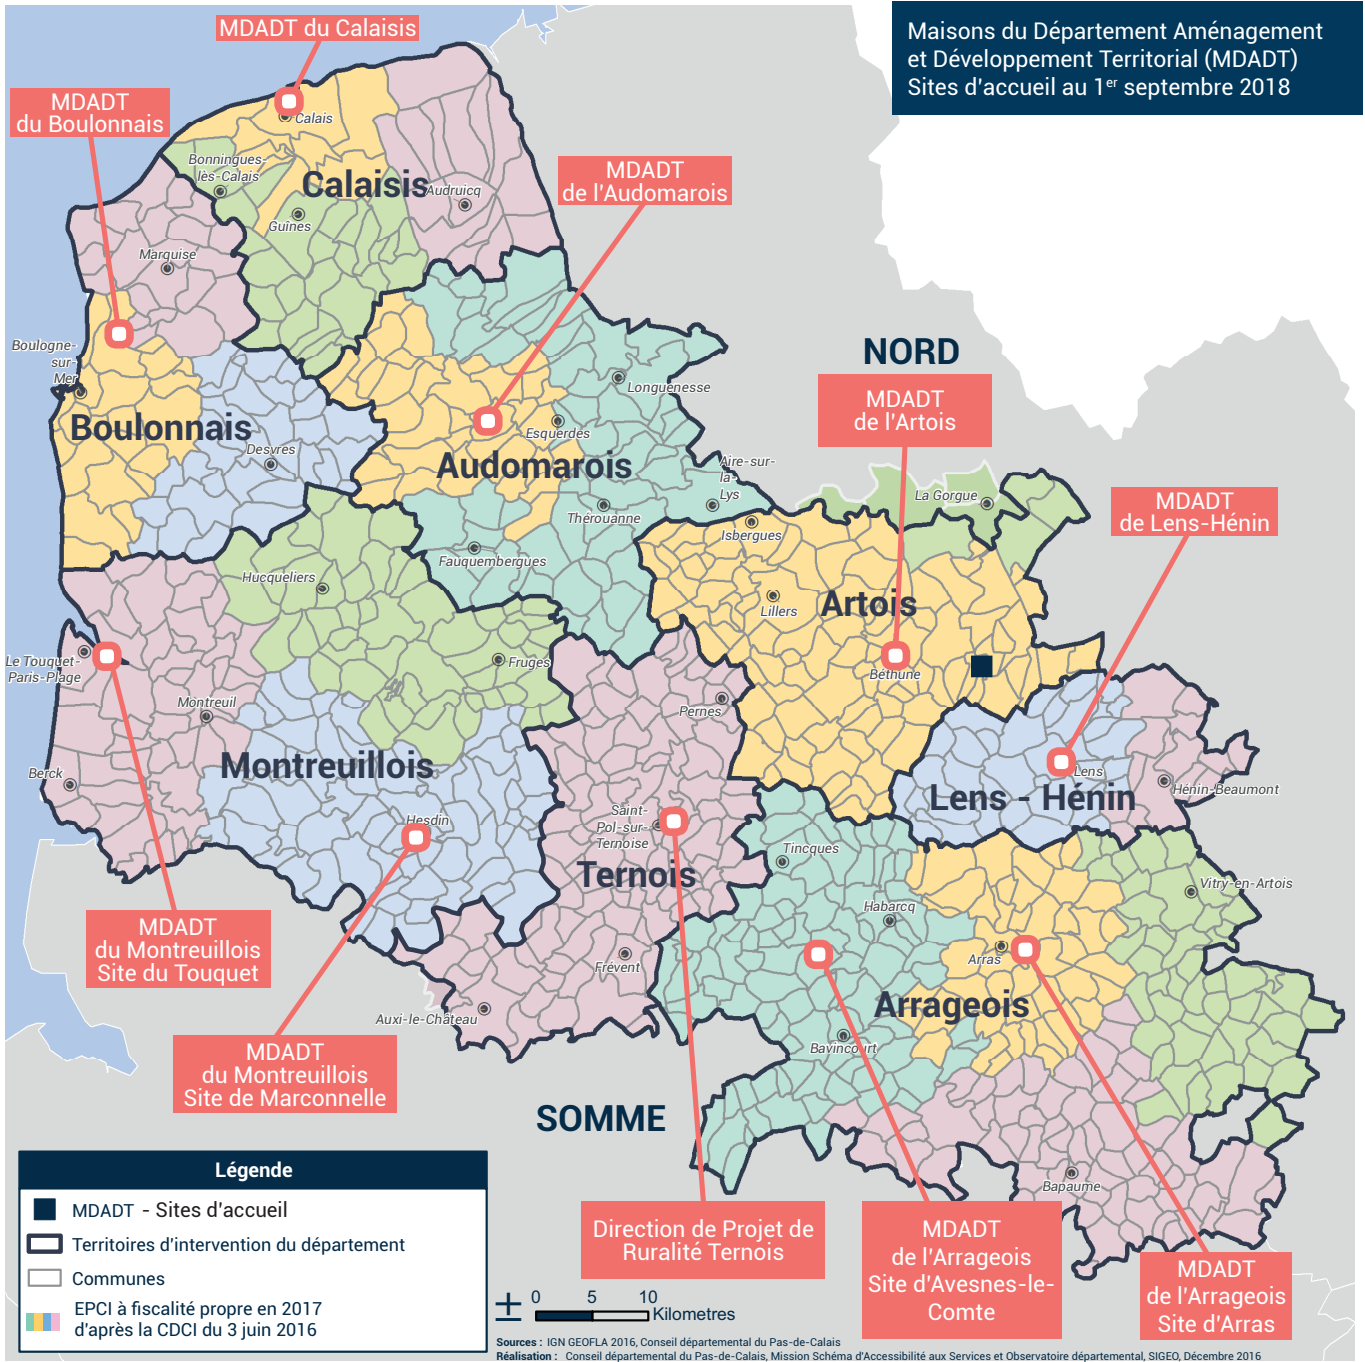 Maisons du Département Aménagement
et Développement Territorial (MDADT)
Sites d'accueil au 1er septembre 2018
MDADT du Calaisis
MDADT
du Boulonnais
MDADT
de l'Audomarois
NORD
MDADT
de l'Artois
MDADT
de Lens-Hénin
Calais
Bonningues-
lès-Calais
Calaisis
Audruicq
Guînes
Marquise
Boulogne-
sur-
Mer
Boulonnais
Desvres
Longuenesse
Esquerdes
Audomarois
Aire-sur-
la-
Lys
Thérouanne
Fauquembergues
La Gorgue
Isbergues
Lillers
Artois
Béthune
Hucqueliers
Fruges
Le Touquet-
Paris-Plage
Montreuil
Montreuillois
Berck
Hesdin
Pernes
Saint-
Pol-sur-
Ternoise
Ternois
Frévent
Auxi-le-Château
Lens
Lens - Hénin
Hénin-Beaumont
Tincques
Habarcq
Vitry-en-Artois
Arras
Arrageois
Bavincourt
Bapaume
MDADT
du Montreuillois
Site du Touquet
MDADT
du Montreuillois
Site de Marconnelle
SOMME
Direction de Projet de
Ruralité Ternois
MDADT
de l'Arrageois
Site d'Avesnes-le-
Comte
MDADT
de l'Arrageois
Site d'Arras
Légende
MDADT - Sites d'accueil
Territoires d'intervention du département
Communes
EPCI à fiscalité propre en 2017
d'après la CDCI du 3 juin 2016
0 5 10
Kilometres
Sources : IGN GEOFLA 2016, Conseil départemental du Pas-de-Calais
Réalisation : Conseil départemental du Pas-de-Calais, Mission Schéma d'Accessibilité aux Services et Observatoire départemental, SIGEO, Décembre 2016